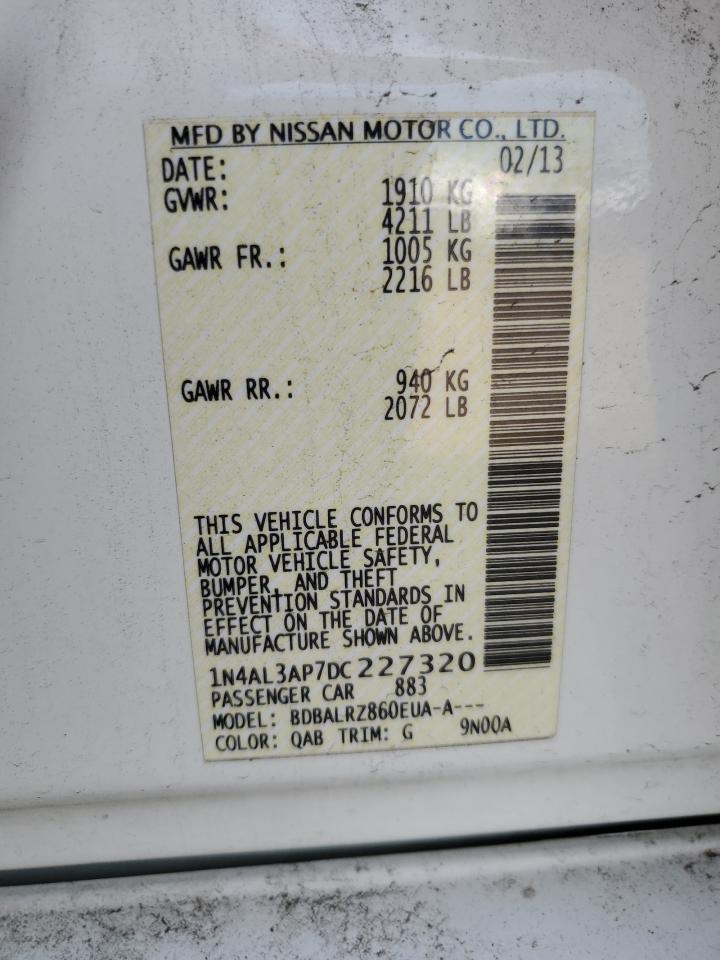 MFD BY NISSAN MOTOR CO., LTD.
DATE: 02/13
GVWR: 1910 KG
4211 LB
GAWR FR.: 1005 KG
2216 LB
GAWR RR.: 940 KG
2072 LB
THIS VEHICLE CONFORMS TO
ALL APPLICABLE FEDERAL
MOTOR VEHICLE SAFETY,
BUMPER, AND THEFT
PREVENTION STANDARDS IN
EFFECT ON THE DATE OF
MANUFACTURE SHOWN ABOVE.
1N4AL3AP7DC227320
PASSENGER CAR 883
MODEL: BDBALRZ860EUA-A---
COLOR: QAB TRIM: G 9N00A